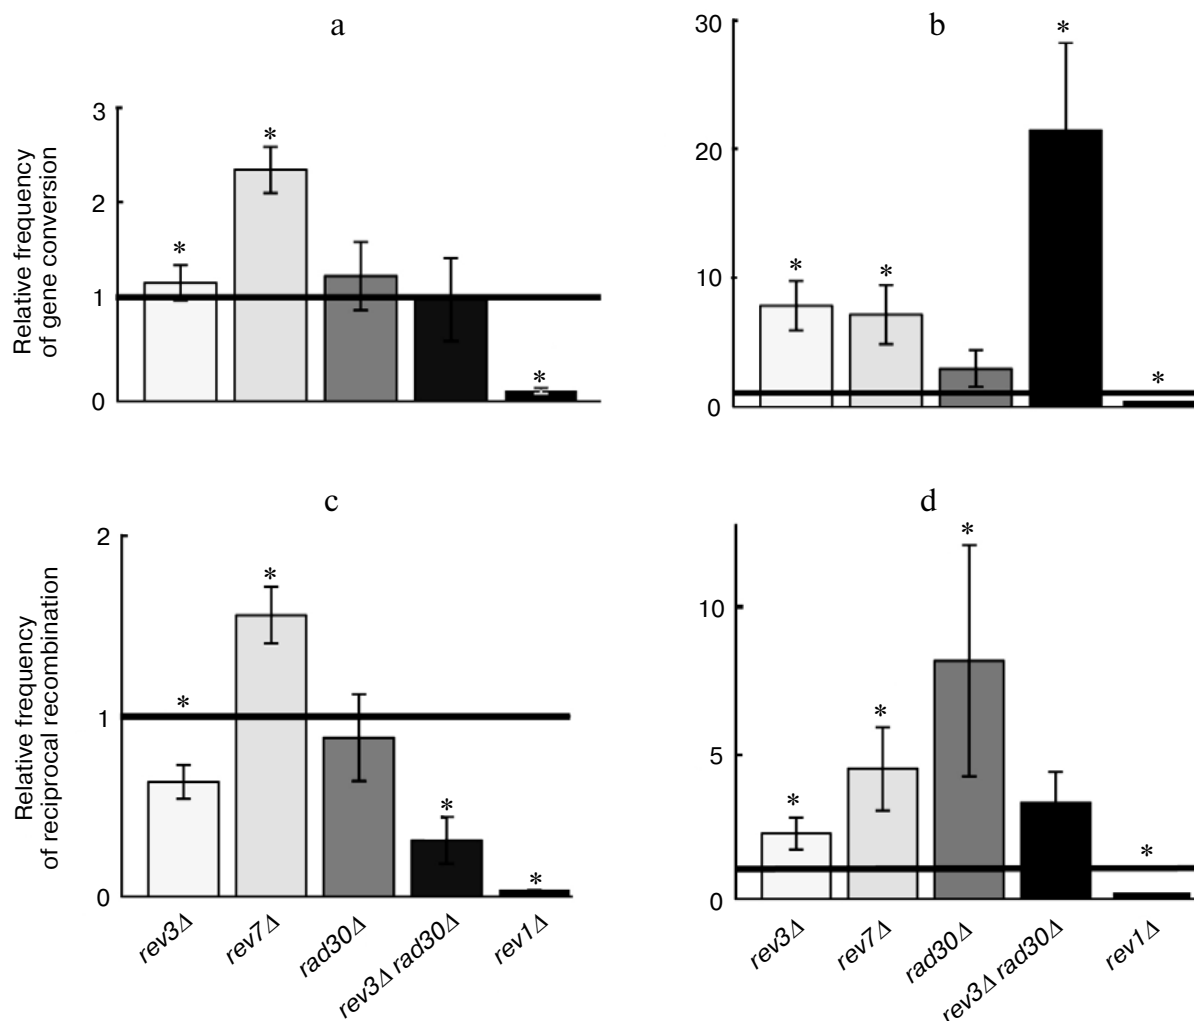 a
Relative frequency
of gene conversion
3
2
1
0
*
*
*
b
30
20
10
0
*
*
*
*
c
Relative frequency
of reciprocal recombination
2
1
0
*
*
*
*
rev3Δ
rev7Δ
rad30Δ
rev3Δ rad30Δ
rev1Δ
d
10
5
0
*
*
*
*
rev3Δ
rev7Δ
rad30Δ
rev3Δ rad30Δ
rev1Δ